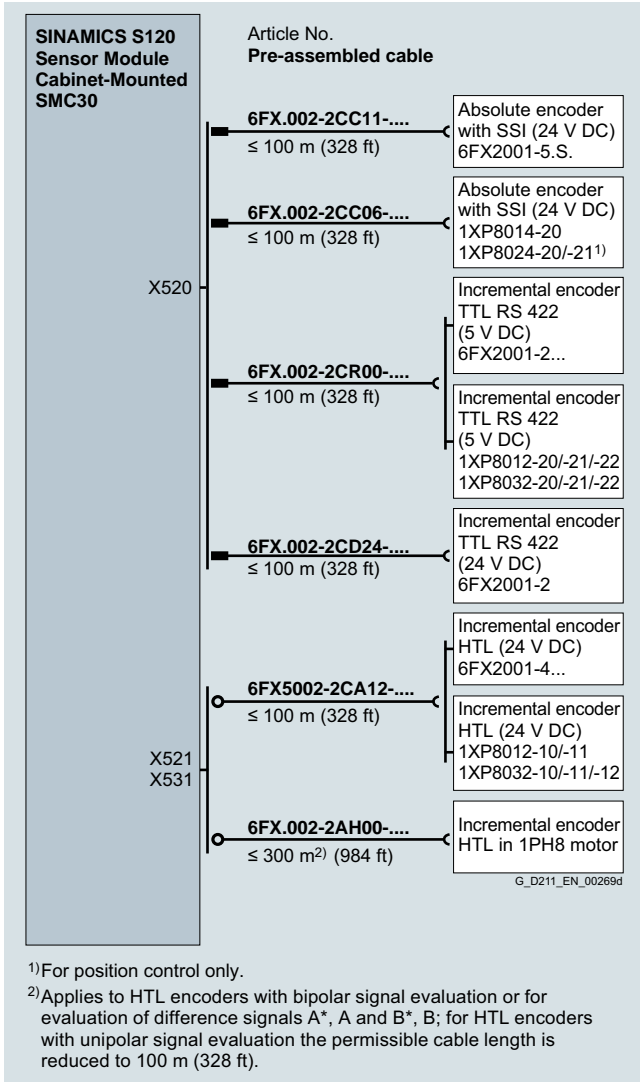 SINAMICS S120
Sensor Module
Cabinet-Mounted
SMC30
Article No.
Pre-assembled cable
6FX.002-2CC11-....
≤ 100 m (328 ft)
Absolute encoder
with SSI (24 V DC)
6FX2001-5.S.
6FX.002-2CC06-....
≤ 100 m (328 ft)
Absolute encoder
with SSI (24 V DC)
1XP8014-20
1XP8024-20/-21¹⁾
X520
Incremental encoder
TTL RS 422
(5 V DC)
6FX2001-2...
6FX.002-2CR00-....
≤ 100 m (328 ft)
Incremental encoder
TTL RS 422
(5 V DC)
1XP8012-20/-21/-22
1XP8032-20/-21/-22
6FX.002-2CD24-....
≤ 100 m (328 ft)
Incremental encoder
TTL RS 422
(24 V DC)
6FX2001-2
Incremental encoder
HTL (24 V DC)
6FX2001-4...
6FX5002-2CA12-....
≤ 100 m (328 ft)
Incremental encoder
HTL (24 V DC)
1XP8012-10/-11
1XP8032-10/-11/-12
X521
X531
6FX.002-2AH00-....
≤ 300 m²⁾ (984 ft)
Incremental encoder
HTL in 1PH8 motor
G_D211_EN_00269d
¹⁾For position control only.
²⁾Applies to HTL encoders with bipolar signal evaluation or for
evaluation of difference signals A*, A and B*, B; for HTL encoders
with unipolar signal evaluation the permissible cable length is
reduced to 100 m (328 ft).